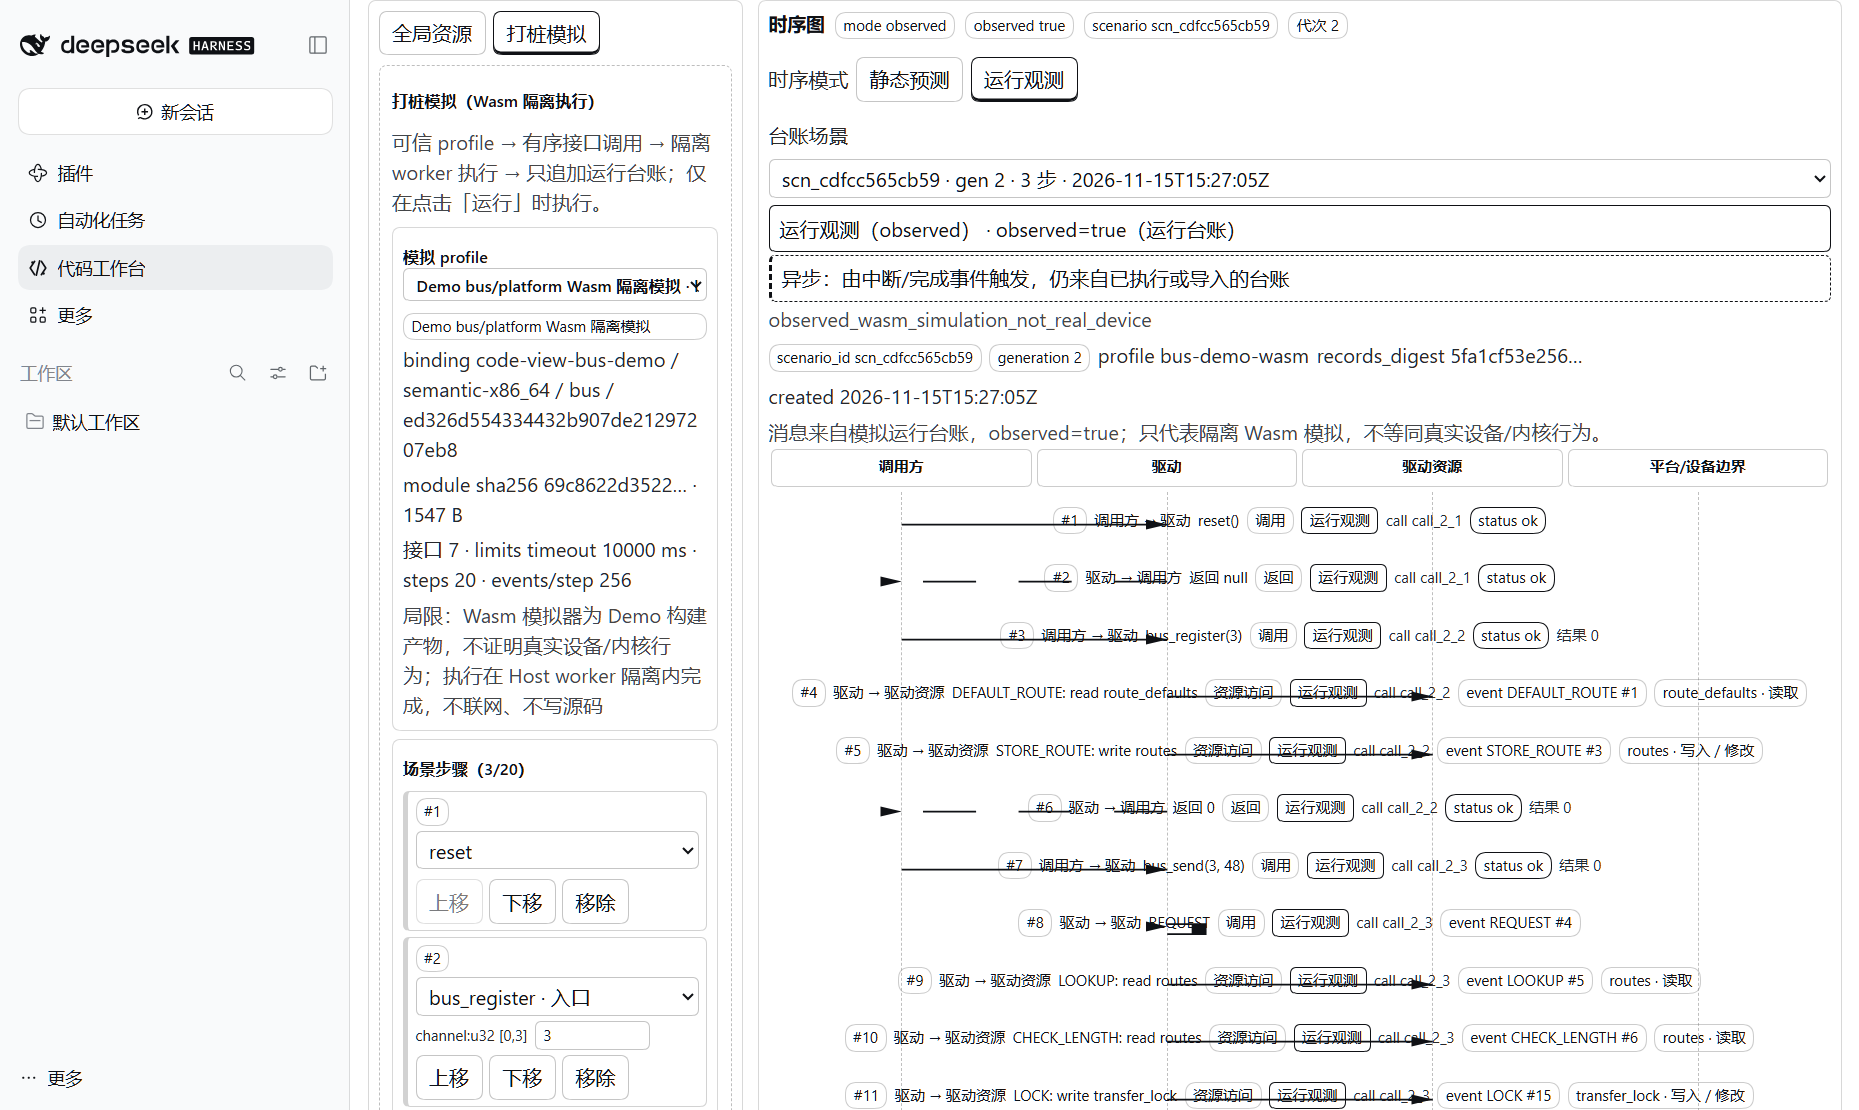 deepseek HARNESS
新会话
插件
自动化任务
代码工作台
更多
工作区
默认工作区
更多
全局资源
打桩模拟
打桩模拟（Wasm 隔离执行）
可信 profile → 有序接口调用 → 隔离
worker 执行 → 只追加运行台账；仅
在点击「运行」时执行。
模拟 profile
Demo bus/platform Wasm 隔离模拟 ·
Demo bus/platform Wasm 隔离模拟
binding code-view-bus-demo /
semantic-x86_64 / bus /
ed326d554334432b907de212972
07eb8
module sha256 69c8622d3522… ·
1547 B
接口 7 · limits timeout 10000 ms ·
steps 20 · events/step 256
局限：Wasm 模拟器为 Demo 构建
产物，不证明真实设备/内核行
为；执行在 Host worker 隔离内完
成，不联网、不写源码
场景步骤（3/20）
#1
reset
上移 下移 移除
#2
bus_register · 入口
channel:u32 [0,3] 3
上移 下移 移除
时序图 mode observed observed true scenario scn_cdfcc565cb59 代次 2
时序模式 静态预测 运行观测
台账场景
scn_cdfcc565cb59 · gen 2 · 3 步 · 2026-11-15T15:27:05Z
运行观测（observed） · observed=true（运行台账）
异步：由中断/完成事件触发，仍来自已执行或导入的台账
observed_wasm_simulation_not_real_device
scenario_id scn_cdfcc565cb59 generation 2 profile bus-demo-wasm records_digest 5fa1cf53e256…
created 2026-11-15T15:27:05Z
消息来自模拟运行台账，observed=true；只代表隔离 Wasm 模拟，不等同真实设备/内核行为。
调用方 驱动 驱动资源 平台/设备边界
#1 调用方 → 驱动 reset() 调用 运行观测 call call_2_1 status ok
#2 驱动 → 调用方 返回 null 返回 运行观测 call call_2_1 status ok
#3 调用方 → 驱动 bus_register(3) 调用 运行观测 call call_2_2 status ok 结果 0
#4 驱动 → 驱动资源 DEFAULT_ROUTE: read route_defaults 资源访问 运行观测 call call_2_2 event DEFAULT_ROUTE #1 route_defaults · 读取
#5 驱动 → 驱动资源 STORE_ROUTE: write routes 资源访问 运行观测 call call_2_2 event STORE_ROUTE #3 routes · 写入 / 修改
#6 驱动 → 调用方 返回 0 返回 运行观测 call call_2_2 status ok 结果 0
#7 调用方 → 驱动 bus_send(3, 48) 调用 运行观测 call call_2_3 status ok 结果 0
#8 驱动 → 驱动 REQUEST 调用 运行观测 call call_2_3 event REQUEST #4
#9 驱动 → 驱动资源 LOOKUP: read routes 资源访问 运行观测 call call_2_3 event LOOKUP #5 routes · 读取
#10 驱动 → 驱动资源 CHECK_LENGTH: read routes 资源访问 运行观测 call call_2_3 event CHECK_LENGTH #6 routes · 读取
#11 驱动 → 驱动资源 LOCK: write transfer_lock 资源访问 运行观测 call call_2_3 event LOCK #15 transfer_lock · 写入 / 修改